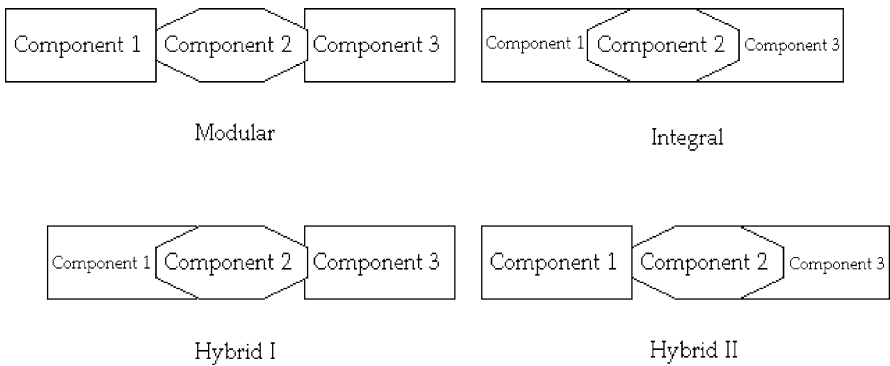 Component 1 Component 2 Component 3
Component 1 Component 2 Component 3
Modular
Integral
Component 1 Component 2 Component 3
Component 1 Component 2 Component 3
Hybrid I
Hybrid II